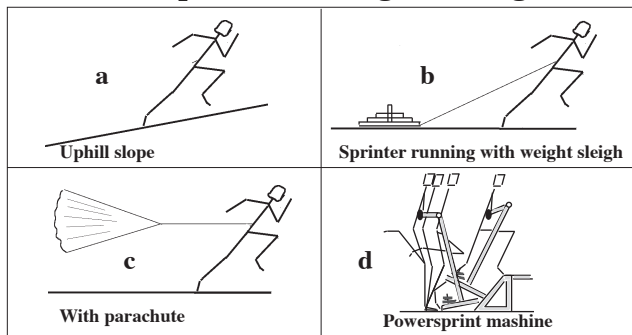 a
Uphill slope
b
Sprinter running with weight sleigh
c
With parachute
d
Powersprint mashine